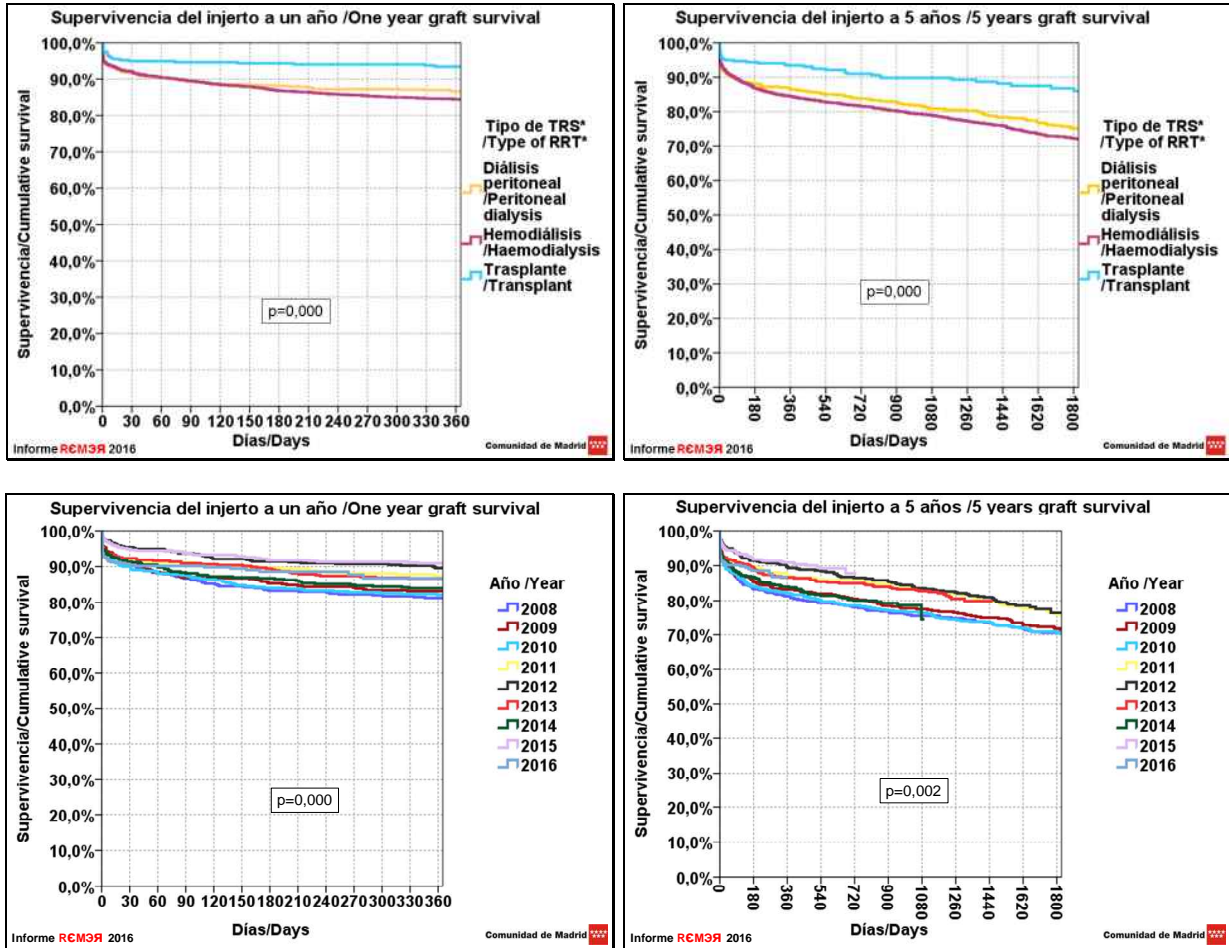 Supervivencia del injerto a un año /One year graft survival
Supervivencia/Cumulative survival
100,0%
90,0%
80,0%
70,0%
60,0%
50,0%
40,0%
30,0%
20,0%
10,0%
0,0%
p=0,000
0 30 60 90 120 150 180 210 240 270 300 330 360
Días/Days
Tipo de TRS*
/Type of RRT*
Diálisis
peritoneal
/Peritoneal
dialysis
Hemodiálisis
/Haemodialysis
Trasplante
/Transplant
Informe REMER 2016
Comunidad de Madrid
Supervivencia del injerto a 5 años /5 years graft survival
Supervivencia/Cumulative survival
100,0%
90,0%
80,0%
70,0%
60,0%
50,0%
40,0%
30,0%
20,0%
10,0%
0,0%
p=0,000
0 180 360 540 720 900 1080 1260 1440 1620 1800
Días/Days
Tipo de TRS*
/Type of RRT*
Diálisis
peritoneal
/Peritoneal
dialysis
Hemodiálisis
/Haemodialysis
Trasplante
/Transplant
Informe REMER 2016
Comunidad de Madrid
Supervivencia del injerto a un año /One year graft survival
Supervivencia/Cumulative survival
100,0%
90,0%
80,0%
70,0%
60,0%
50,0%
40,0%
30,0%
20,0%
10,0%
0,0%
p=0,000
0 30 60 90 120 150 180 210 240 270 300 330 360
Días/Days
Año /Year
2008
2009
2010
2011
2012
2013
2014
2015
2016
Informe REMER 2016
Comunidad de Madrid
Supervivencia del injerto a 5 años /5 years graft survival
Supervivencia/Cumulative survival
100,0%
90,0%
80,0%
70,0%
60,0%
50,0%
40,0%
30,0%
20,0%
10,0%
0,0%
p=0,002
0 180 360 540 720 900 1080 1260 1440 1620 1800
Días/Days
Año /Year
2008
2009
2010
2011
2012
2013
2014
2015
2016
Informe REMER 2016
Comunidad de Madrid